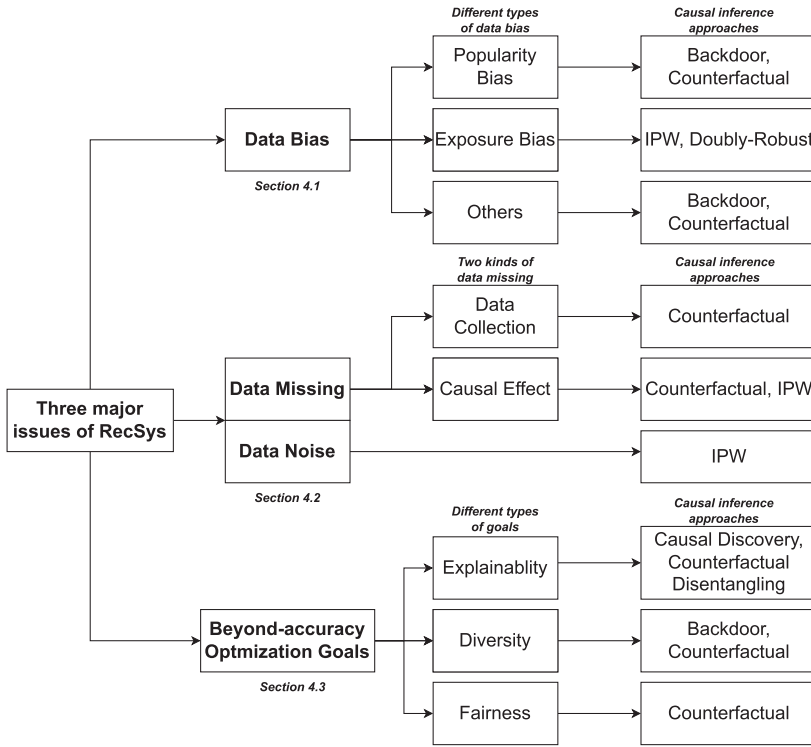 Different types
of data bias
Causal inference
approaches
Popularity
Bias
Backdoor,
Counterfactual
Data Bias
Exposure Bias
IPW, Doubly-Robust
Section 4.1
Others
Backdoor,
Counterfactual
Two kinds of
data missing
Causal inference
approaches
Data
Collection
Counterfactual
Data Missing
Causal Effect
Counterfactual, IPW
Three major
issues of RecSys
Data Noise
IPW
Section 4.2
Different types
of goals
Causal inference
approaches
Explainablity
Causal Discovery,
Counterfactual
Disentangling
Beyond-accuracy
Optmization Goals
Diversity
Backdoor,
Counterfactual
Section 4.3
Fairness
Counterfactual